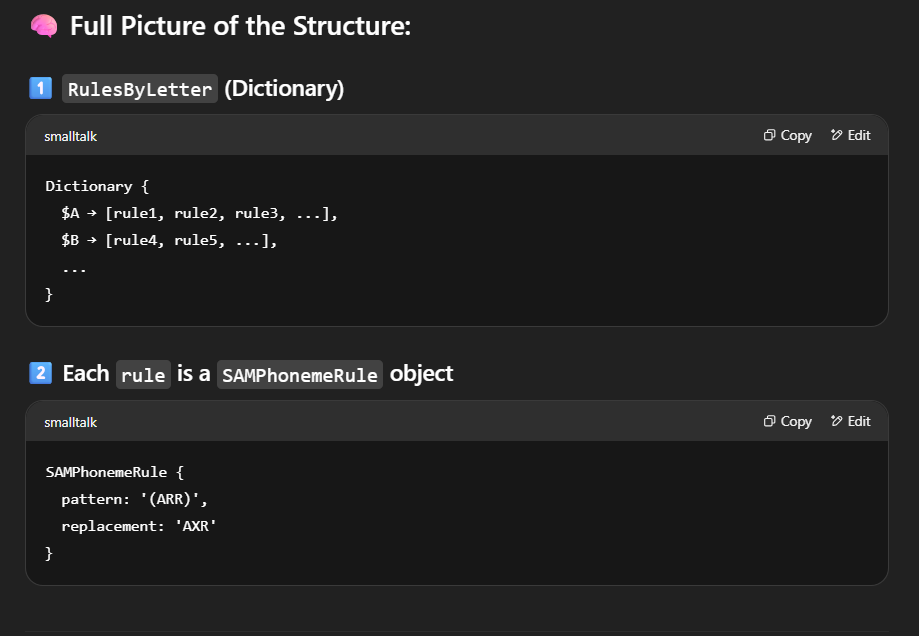 🧠 Full Picture of the Structure:
1 RulesByLetter (Dictionary)
smalltalk Copy Edit
Dictionary {
  $A → [rule1, rule2, rule3, ...],
  $B → [rule4, rule5, ...],
  ...
}
2 Each rule is a SAMPhonemeRule object
smalltalk Copy Edit
SAMPhonemeRule {
  pattern: '(ARR)',
  replacement: 'AXR'
}